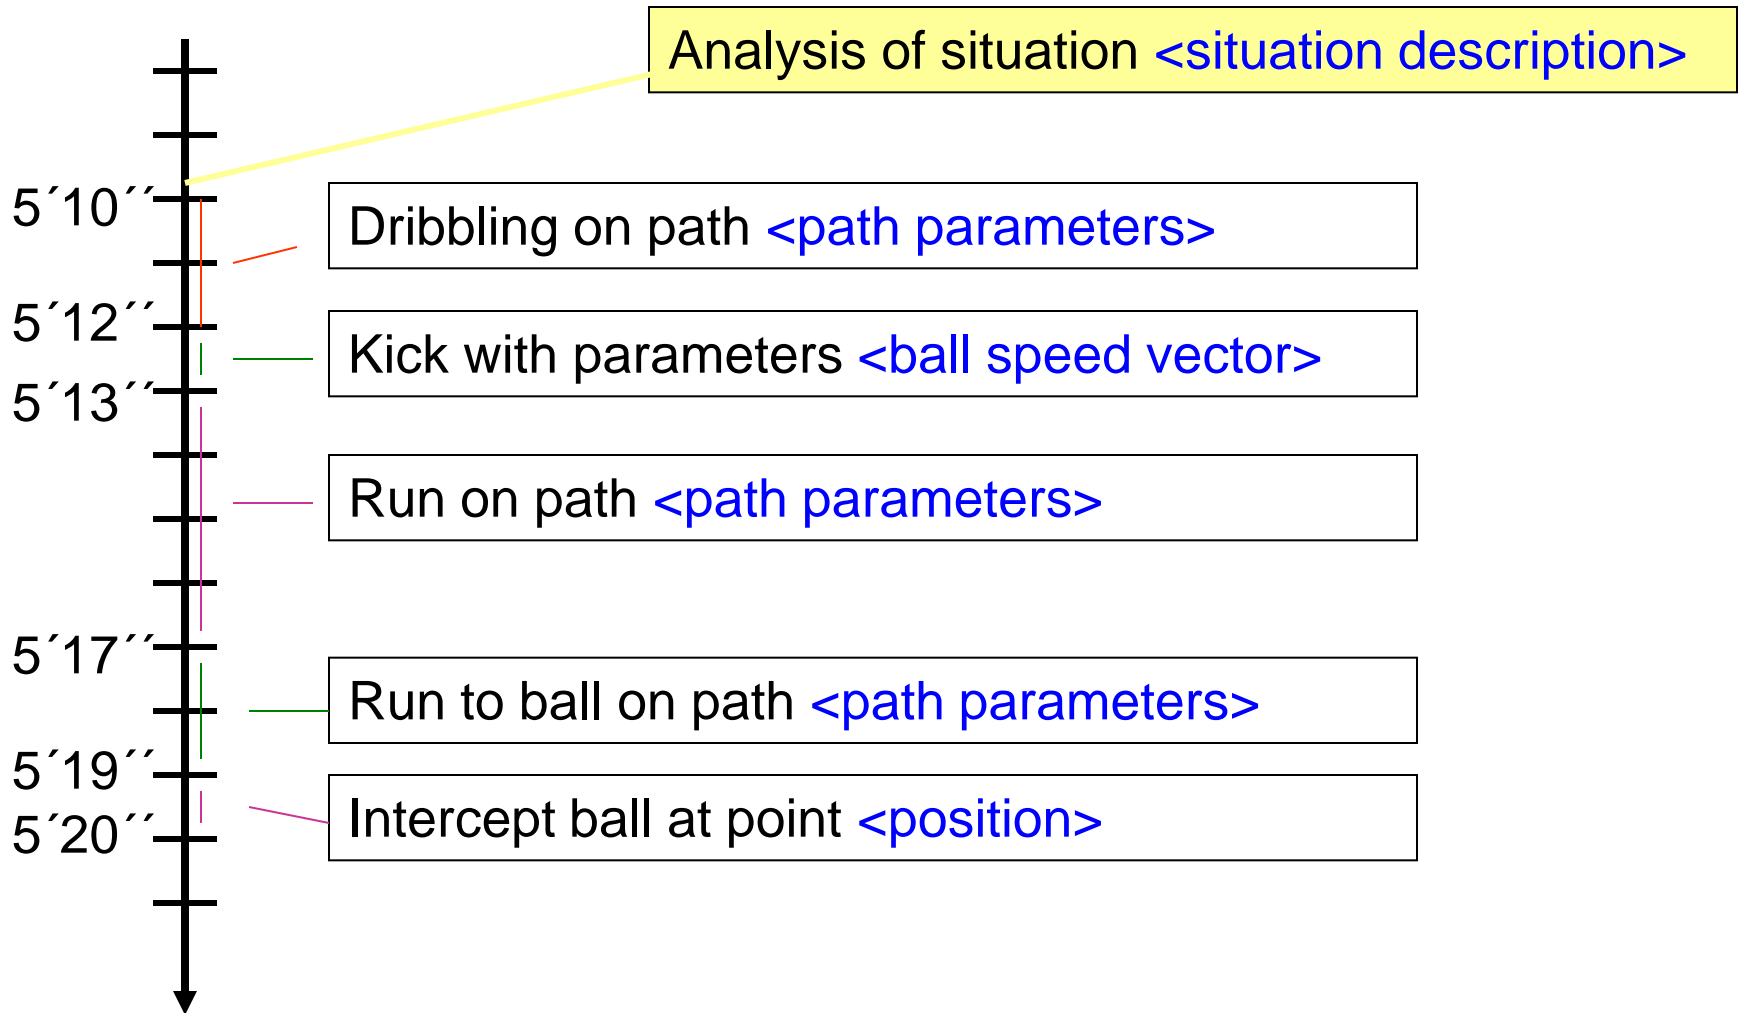 Analysis of situation <situation description>
5´10´´
Dribbling on path <path parameters>
5´12´´
Kick with parameters <ball speed vector>
5´13´´
Run on path <path parameters>
5´17´´
Run to ball on path <path parameters>
5´19´´
Intercept ball at point <position>
5´20´´